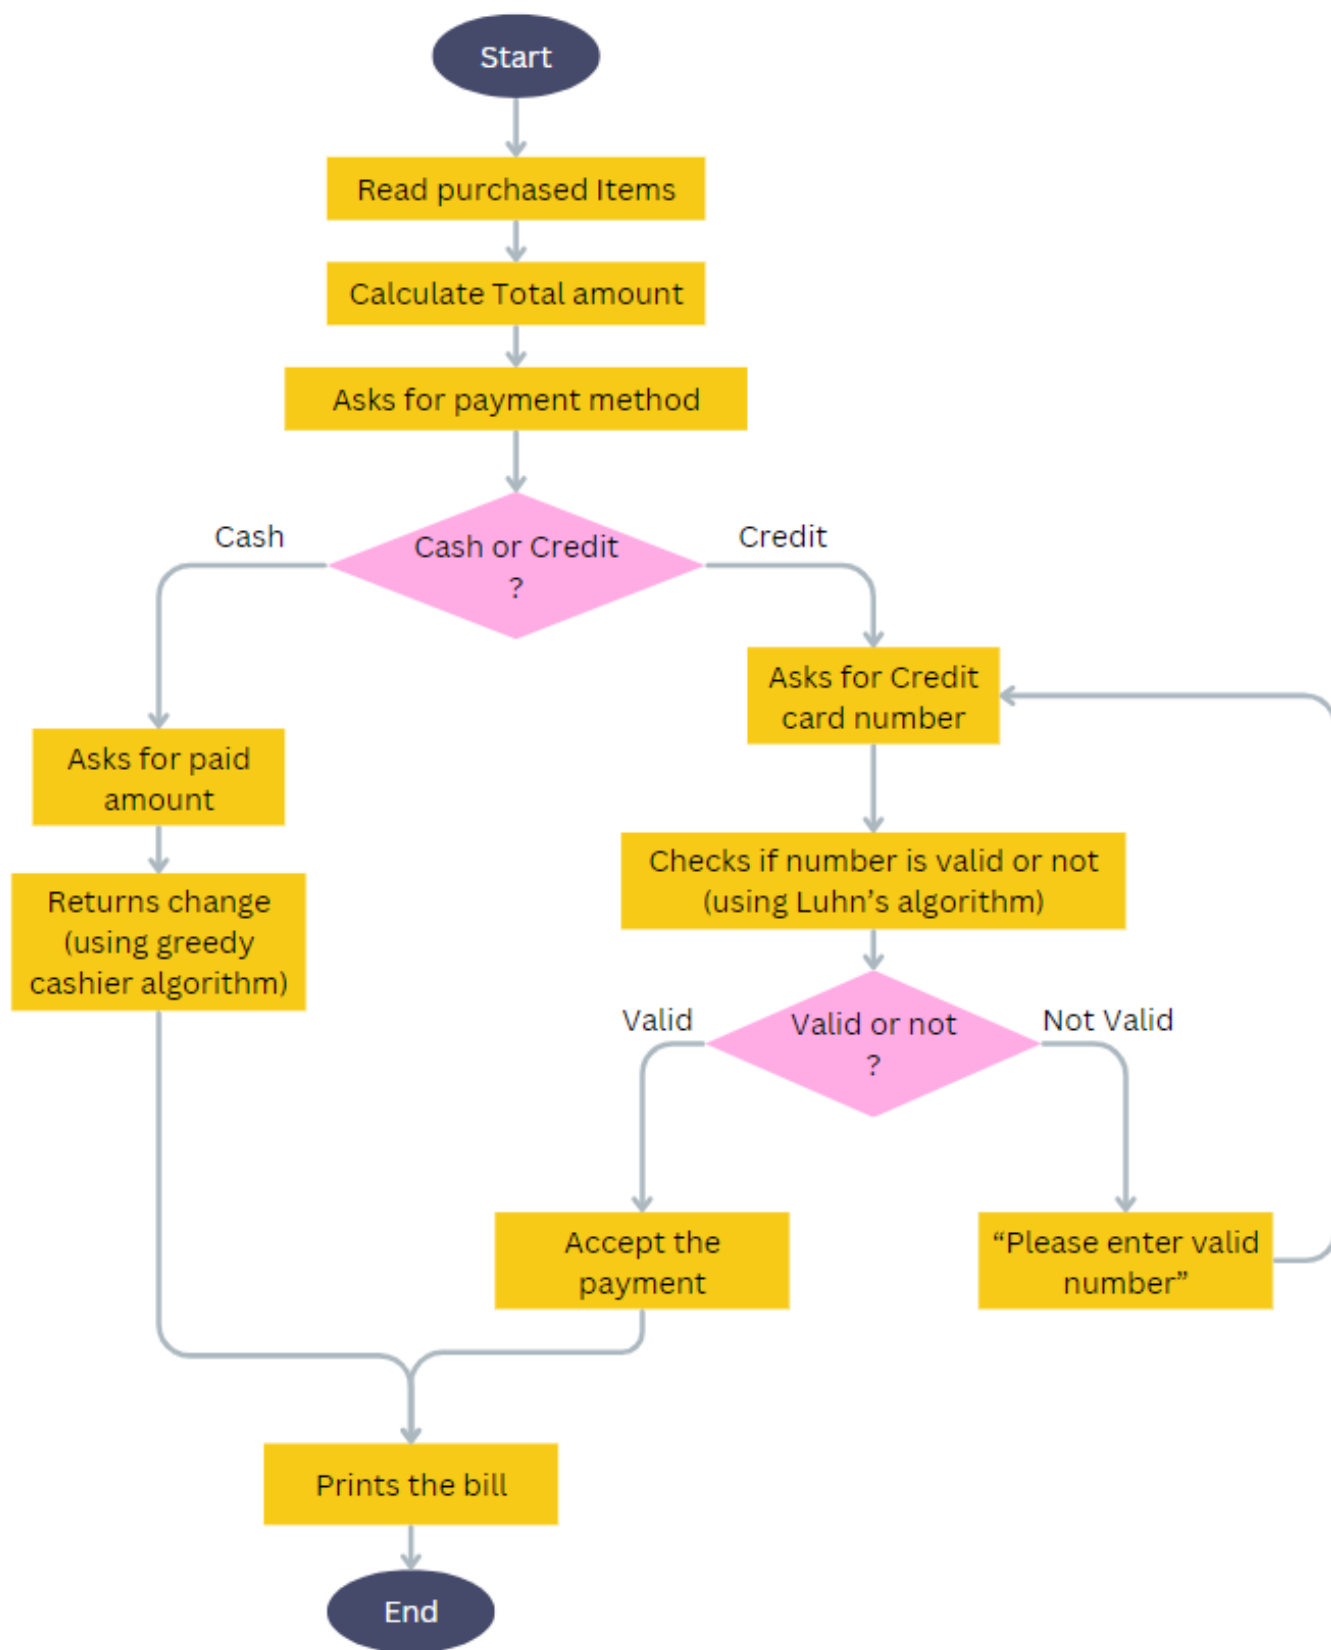 Start
Read purchased Items
Calculate Total amount
Asks for payment method
Cash
Cash or Credit
?
Credit
Asks for Credit
card number
Asks for paid
amount
Checks if number is valid or not
(using Luhn’s algorithm)
Returns change
(using greedy
cashier algorithm)
Valid
Valid or not
?
Not Valid
Accept the
payment
“Please enter valid
number”
Prints the bill
End